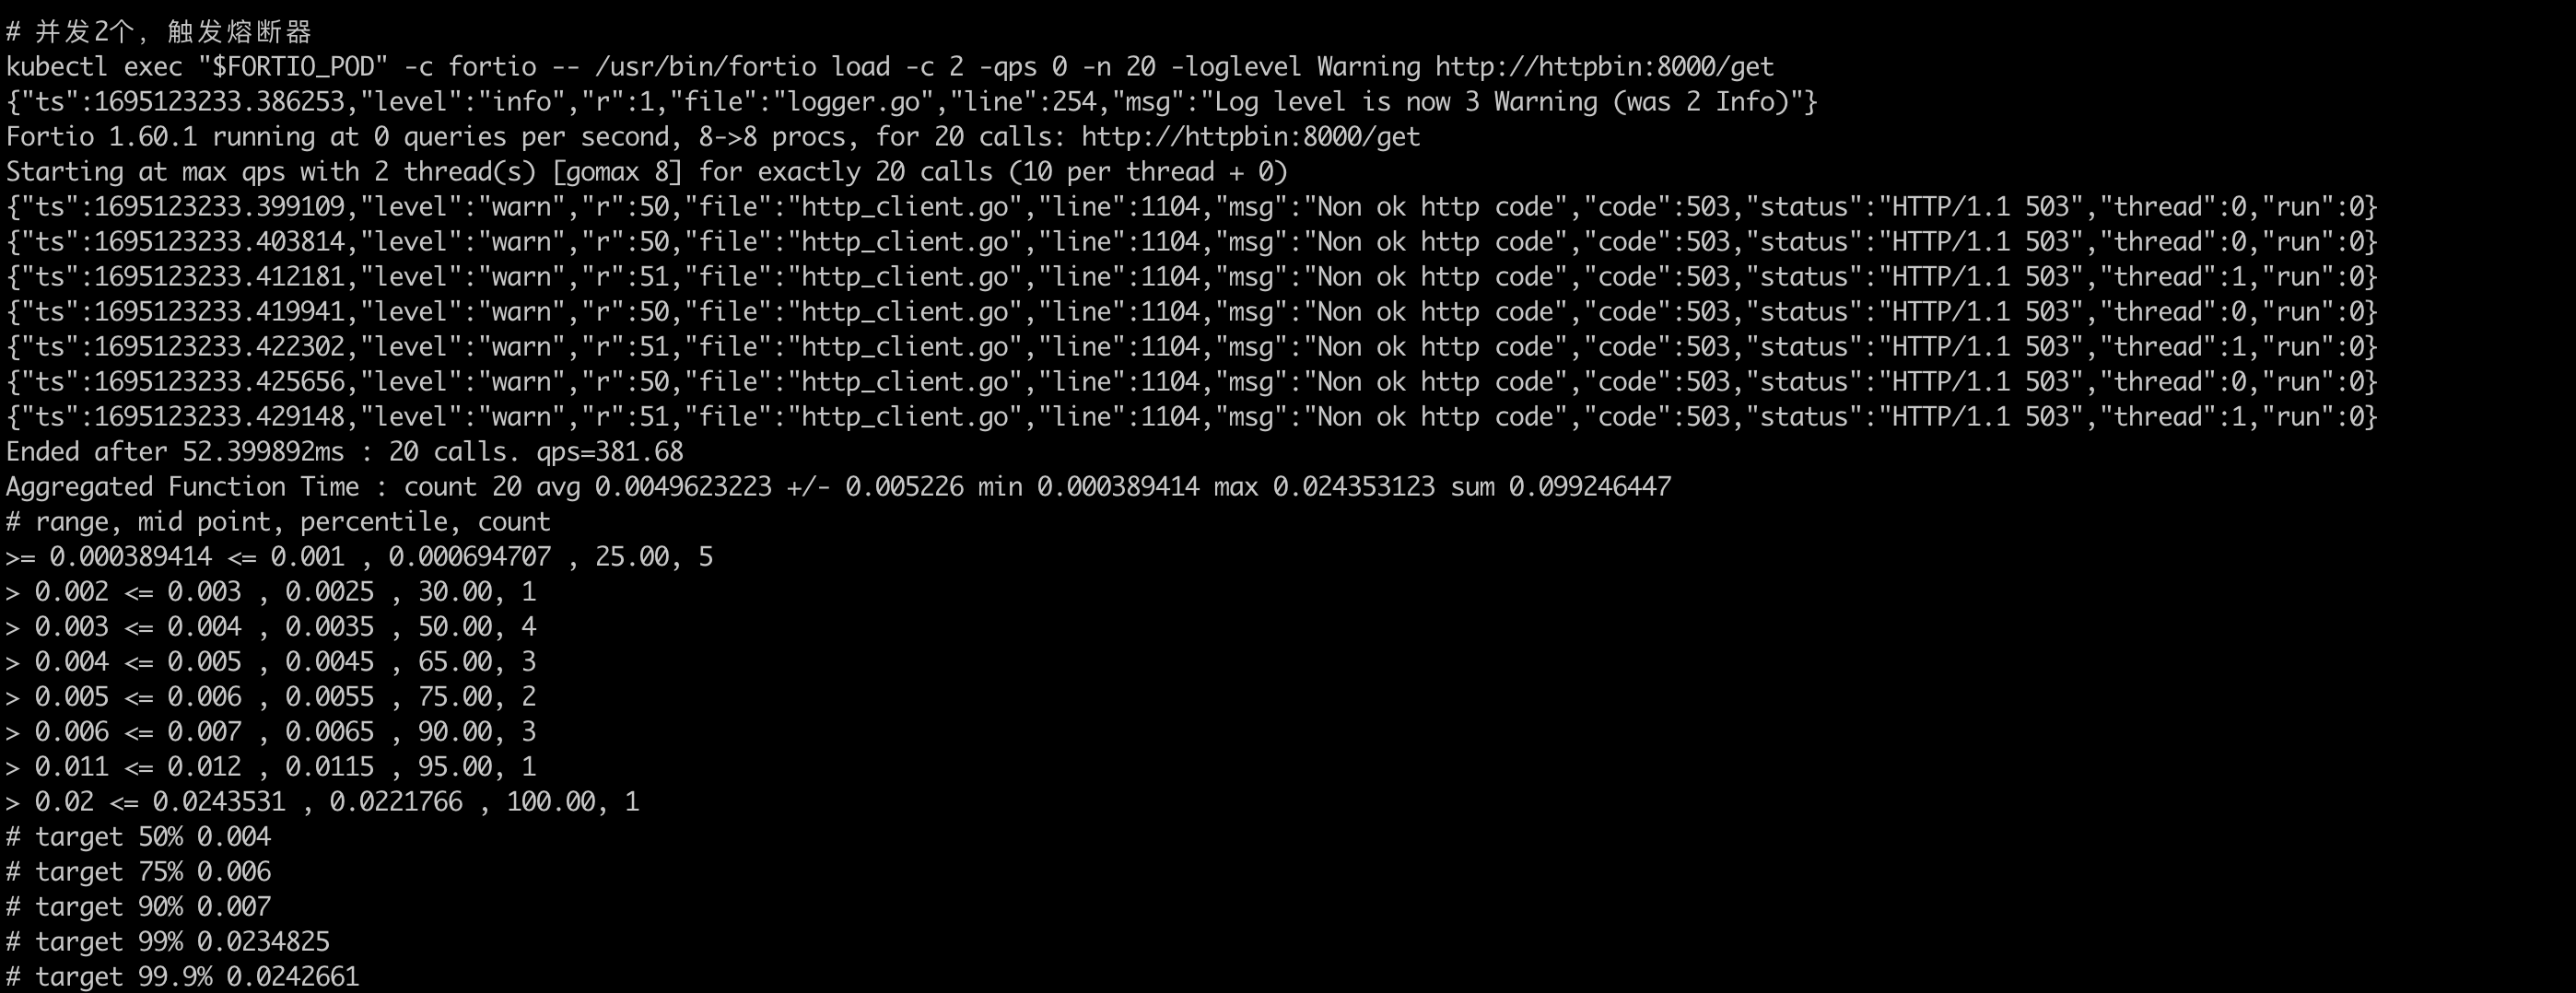 # 并发2个, 触发熔断器
kubectl exec "$FORTIO_POD" -c fortio -- /usr/bin/fortio load -c 2 -qps 0 -n 20 -loglevel Warning http://httpbin:8000/get
{"ts":1695123233.386253,"level":"info","r":1,"file":"logger.go","line":254,"msg":"Log level is now 3 Warning (was 2 Info)"}
Fortio 1.60.1 running at 0 queries per second, 8->8 procs, for 20 calls: http://httpbin:8000/get
Starting at max qps with 2 thread(s) [gomax 8] for exactly 20 calls (10 per thread + 0)
{"ts":1695123233.399109,"level":"warn","r":50,"file":"http_client.go","line":1104,"msg":"Non ok http code","code":503,"status":"HTTP/1.1 503","thread":0,"run":0}
{"ts":1695123233.403814,"level":"warn","r":50,"file":"http_client.go","line":1104,"msg":"Non ok http code","code":503,"status":"HTTP/1.1 503","thread":0,"run":0}
{"ts":1695123233.412181,"level":"warn","r":51,"file":"http_client.go","line":1104,"msg":"Non ok http code","code":503,"status":"HTTP/1.1 503","thread":1,"run":0}
{"ts":1695123233.419941,"level":"warn","r":50,"file":"http_client.go","line":1104,"msg":"Non ok http code","code":503,"status":"HTTP/1.1 503","thread":0,"run":0}
{"ts":1695123233.422302,"level":"warn","r":51,"file":"http_client.go","line":1104,"msg":"Non ok http code","code":503,"status":"HTTP/1.1 503","thread":1,"run":0}
{"ts":1695123233.425656,"level":"warn","r":50,"file":"http_client.go","line":1104,"msg":"Non ok http code","code":503,"status":"HTTP/1.1 503","thread":0,"run":0}
{"ts":1695123233.429148,"level":"warn","r":51,"file":"http_client.go","line":1104,"msg":"Non ok http code","code":503,"status":"HTTP/1.1 503","thread":1,"run":0}
Ended after 52.399892ms : 20 calls. qps=381.68
Aggregated Function Time : count 20 avg 0.0049623223 +/- 0.005226 min 0.000389414 max 0.024353123 sum 0.099246447
# range, mid point, percentile, count
>= 0.000389414 <= 0.001 , 0.000694707 , 25.00, 5
> 0.002 <= 0.003 , 0.0025 , 30.00, 1
> 0.003 <= 0.004 , 0.0035 , 50.00, 4
> 0.004 <= 0.005 , 0.0045 , 65.00, 3
> 0.005 <= 0.006 , 0.0055 , 75.00, 2
> 0.006 <= 0.007 , 0.0065 , 90.00, 3
> 0.011 <= 0.012 , 0.0115 , 95.00, 1
> 0.02 <= 0.0243531 , 0.0221766 , 100.00, 1
# target 50% 0.004
# target 75% 0.006
# target 90% 0.007
# target 99% 0.0234825
# target 99.9% 0.0242661